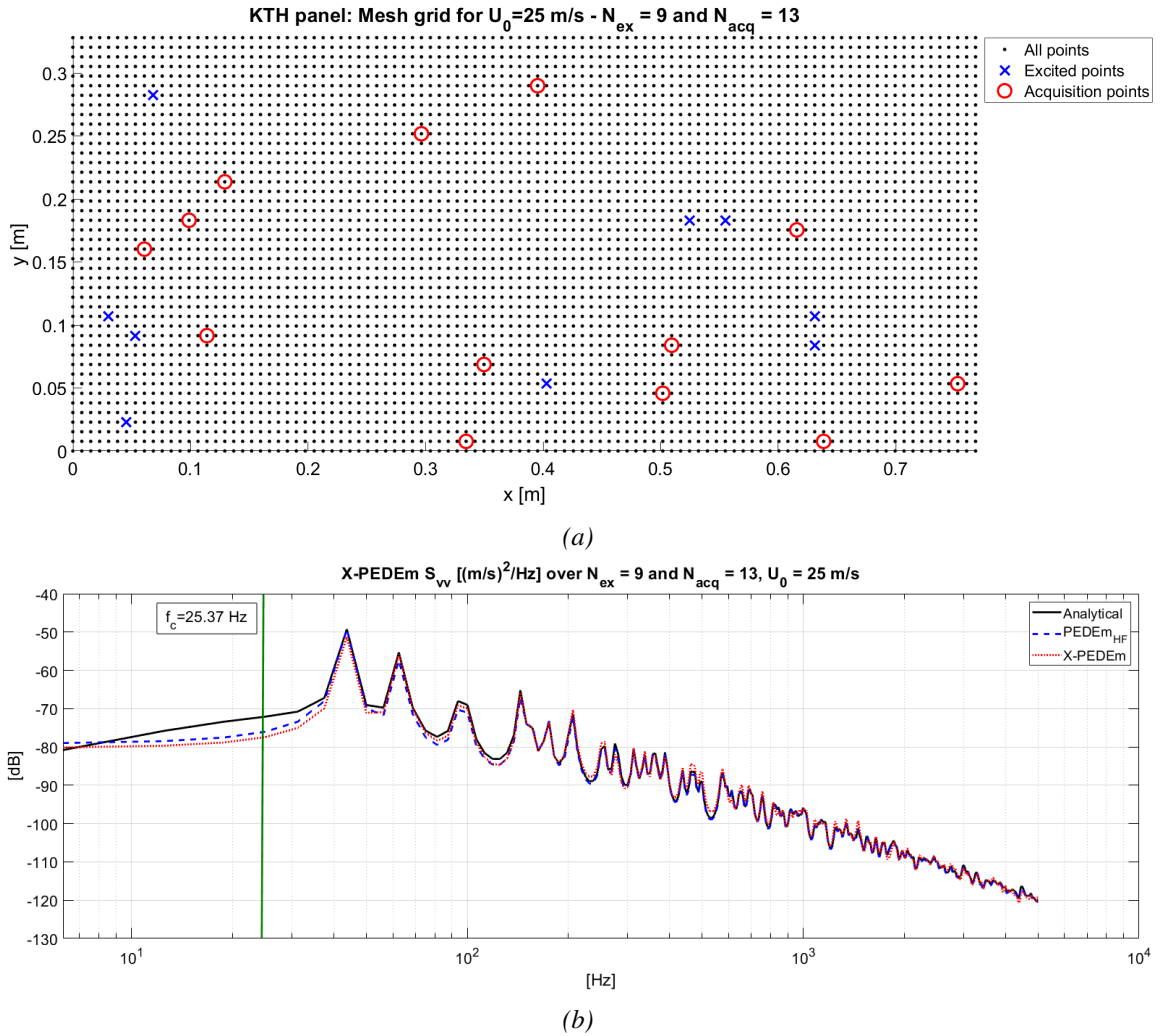 KTH panel: Mesh grid for U0=25 m/s - Nex = 9 and Nacq = 13
All points
Excited points
Acquisition points
0.3
0.25
0.2
0.15
0.1
0.05
0
y [m]
0 0.1 0.2 0.3 0.4 0.5 0.6 0.7
x [m]
(a)
X-PEDEm Svv [(m/s)2/Hz] over Nex = 9 and Nacq = 13, U0 = 25 m/s
fc=25.37 Hz
Analytical
PEDEmHF
X-PEDEm
-40
-50
-60
-70
-80
-90
-100
-110
-120
-130
[dB]
101 102 103 104
[Hz]
(b)